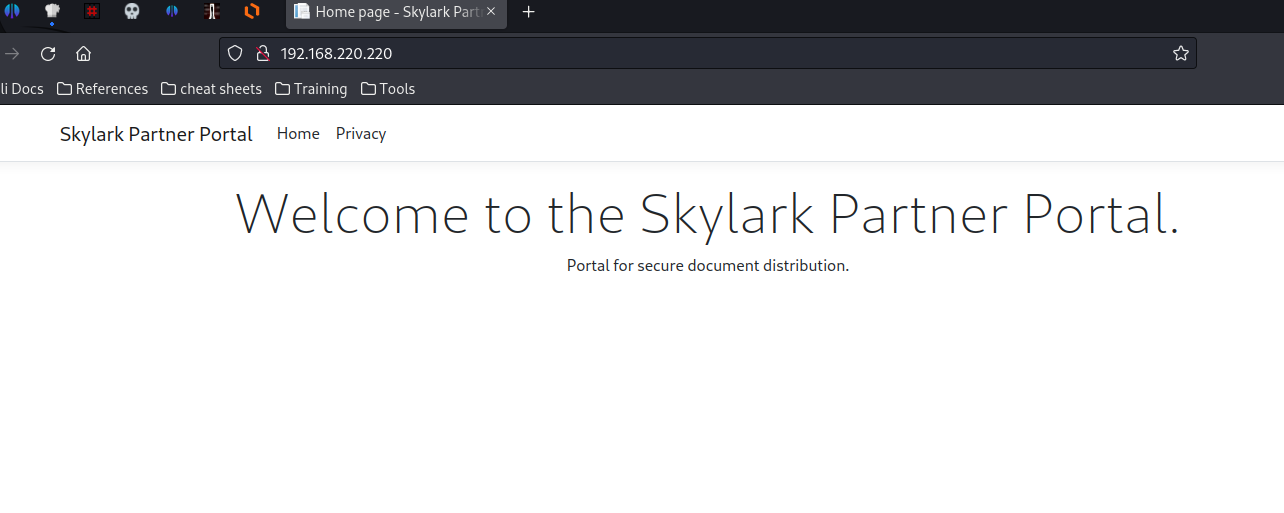 Home page - Skylark Part
192.168.220.220
li Docs References cheat sheets Training Tools
Skylark Partner Portal Home Privacy
Welcome to the Skylark Partner Portal.
Portal for secure document distribution.